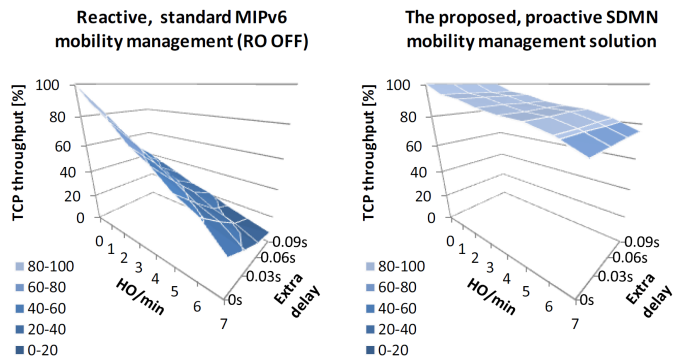 Reactive, standard MIPv6
mobility management (RO OFF)
TCP throughput [%]
100
80
60
40
20
0
0
1
2
3
4
5
6
7
HO/min
0.09s
0.06s
0.03s
0s
Extra
delay
80-100
60-80
40-60
20-40
0-20
The proposed, proactive SDMN
mobility management solution
TCP throughput [%]
100
80
60
40
20
0
0
1
2
3
4
5
6
7
HO/min
0.09s
0.06s
0.03s
0s
Extra
delay
80-100
60-80
40-60
20-40
0-20